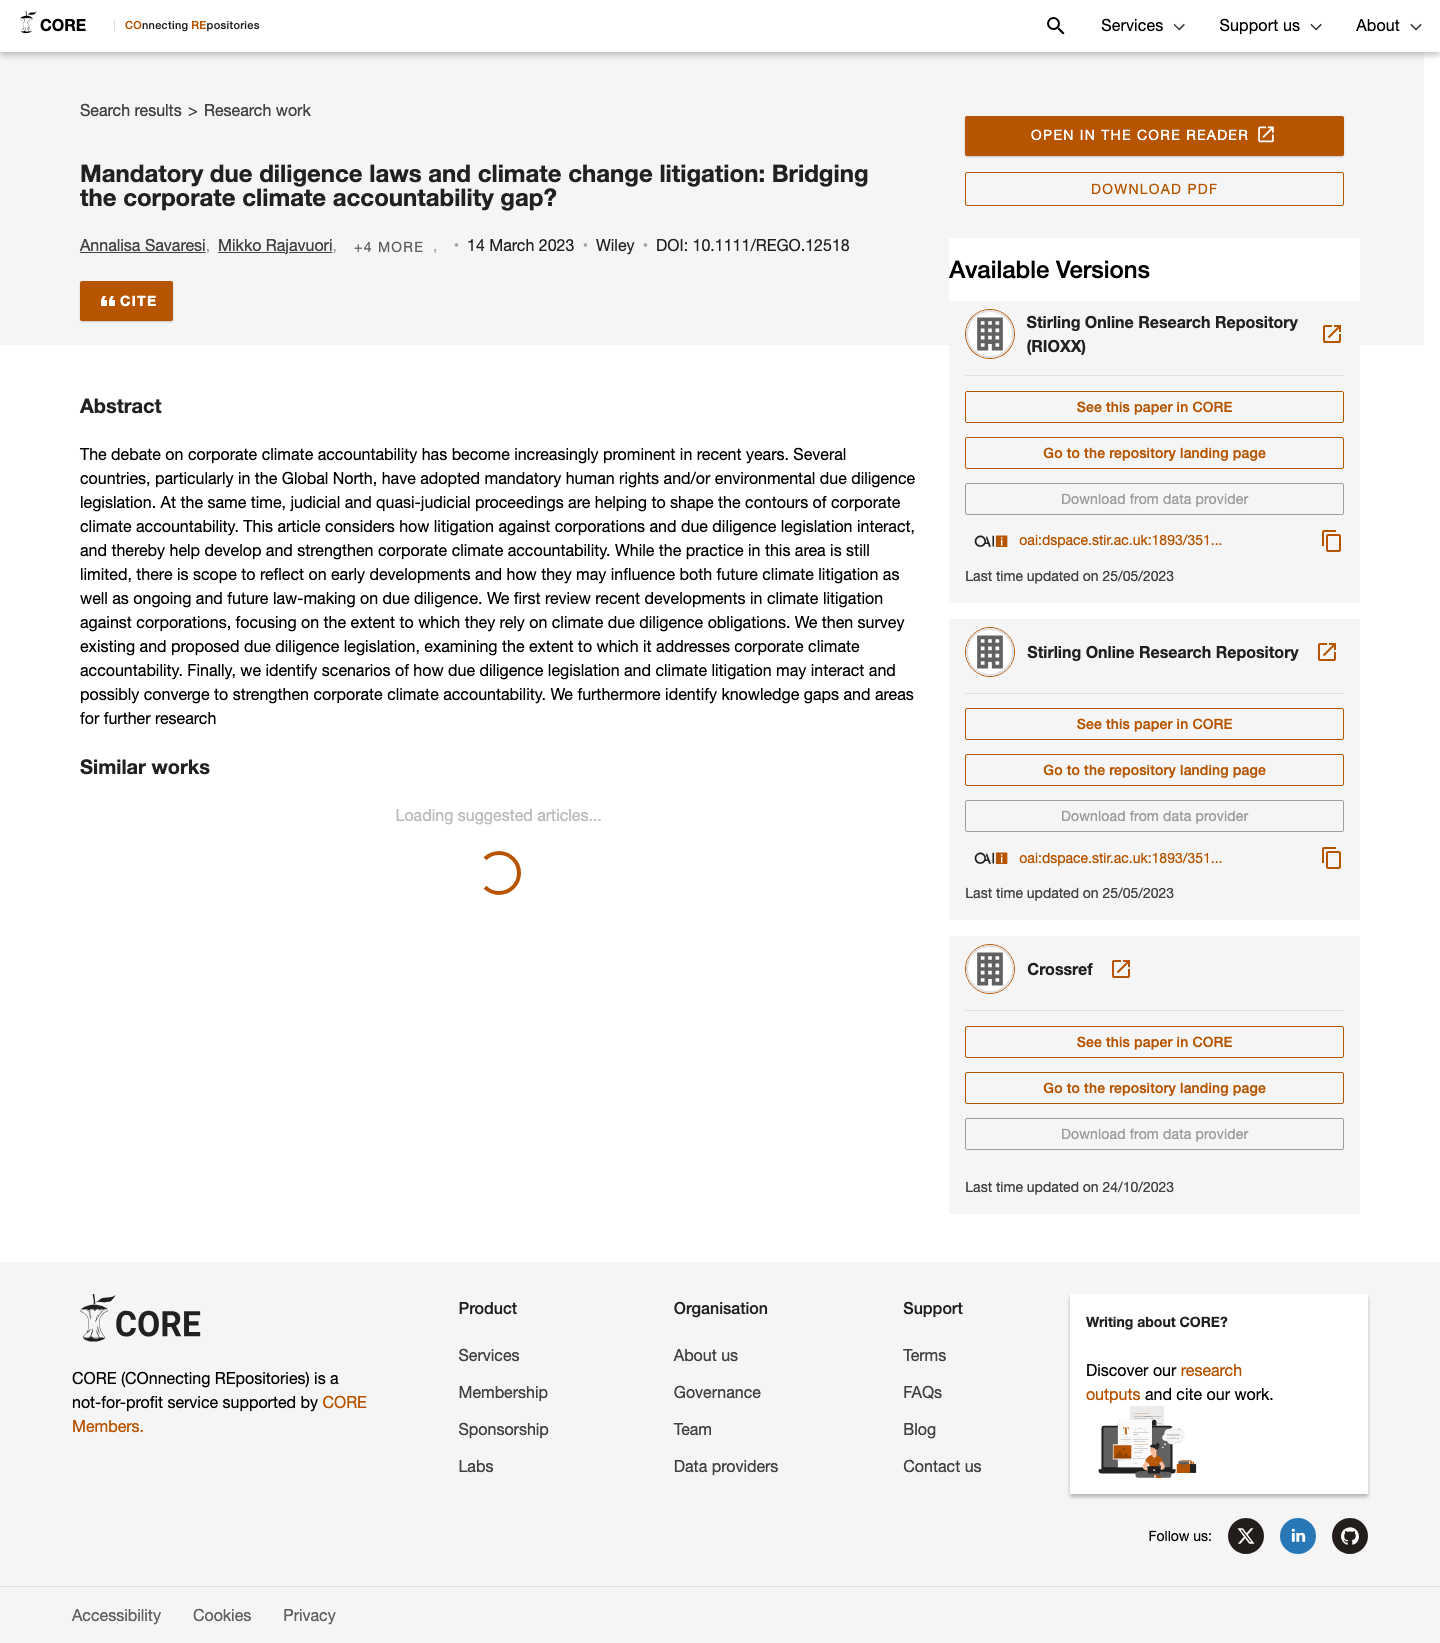 CORE
COnnecting REpositories
Services
Support us
About
Search results > Research work
Mandatory due diligence laws and climate change litigation: Bridging
the corporate climate accountability gap?
Annalisa Savaresi, Mikko Rajavuori, +4 MORE , • 14 March 2023 • Wiley • DOI: 10.1111/REGO.12518
CITE
OPEN IN THE CORE READER
DOWNLOAD PDF
Abstract
The debate on corporate climate accountability has become increasingly prominent in recent years. Several
countries, particularly in the Global North, have adopted mandatory human rights and/or environmental due diligence
legislation. At the same time, judicial and quasi-judicial proceedings are helping to shape the contours of corporate
climate accountability. This article considers how litigation against corporations and due diligence legislation interact,
and thereby help develop and strengthen corporate climate accountability. While the practice in this area is still
limited, there is scope to reflect on early developments and how they may influence both future climate litigation as
well as ongoing and future law-making on due diligence. We first review recent developments in climate litigation
against corporations, focusing on the extent to which they rely on climate due diligence obligations. We then survey
existing and proposed due diligence legislation, examining the extent to which it addresses corporate climate
accountability. Finally, we identify scenarios of how due diligence legislation and climate litigation may interact and
possibly converge to strengthen corporate climate accountability. We furthermore identify knowledge gaps and areas
for further research
Similar works
Loading suggested articles...
Available Versions
Stirling Online Research Repository
(RIOXX)
See this paper in CORE
Go to the repository landing page
Download from data provider
OAI oai:dspace.stir.ac.uk:1893/351...
Last time updated on 25/05/2023
Stirling Online Research Repository
See this paper in CORE
Go to the repository landing page
Download from data provider
OAI oai:dspace.stir.ac.uk:1893/351...
Last time updated on 25/05/2023
Crossref
See this paper in CORE
Go to the repository landing page
Download from data provider
Last time updated on 24/10/2023
CORE
CORE (COnnecting REpositories) is a
not-for-profit service supported by CORE
Members.
Product
Services
Membership
Sponsorship
Labs
Organisation
About us
Governance
Team
Data providers
Support
Terms
FAQs
Blog
Contact us
Writing about CORE?
Discover our research
outputs and cite our work.
T
Follow us: X in
Accessibility
Cookies
Privacy